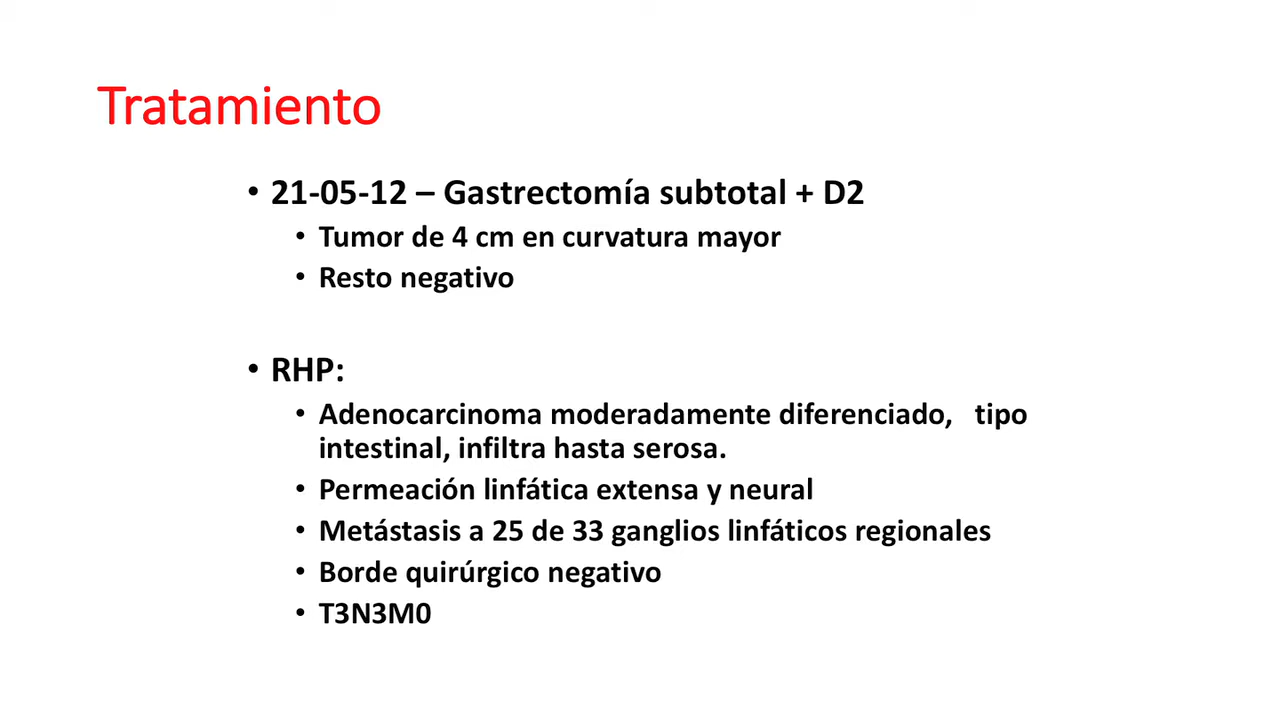 Tratamiento
• 21-05-12 – Gastrectomía subtotal + D2
• Tumor de 4 cm en curvatura mayor
• Resto negativo
• RHP:
• Adenocarcinoma moderadamente diferenciado, tipo
intestinal, infiltra hasta serosa.
• Permeación linfática extensa y neural
• Metástasis a 25 de 33 ganglios linfáticos regionales
• Borde quirúrgico negativo
• T3N3M0